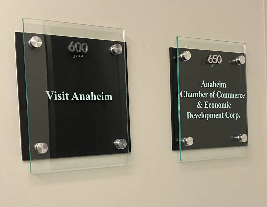 600
Visit Anaheim
650
Anaheim
Chamber of Commerce
& Economic
Development Corp.